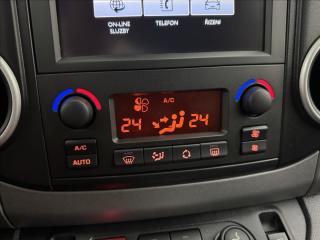 ON-LINE SLUŽBY
TELEFON
ŘÍZENÍ
A/C
24 24
A/C
AUTO